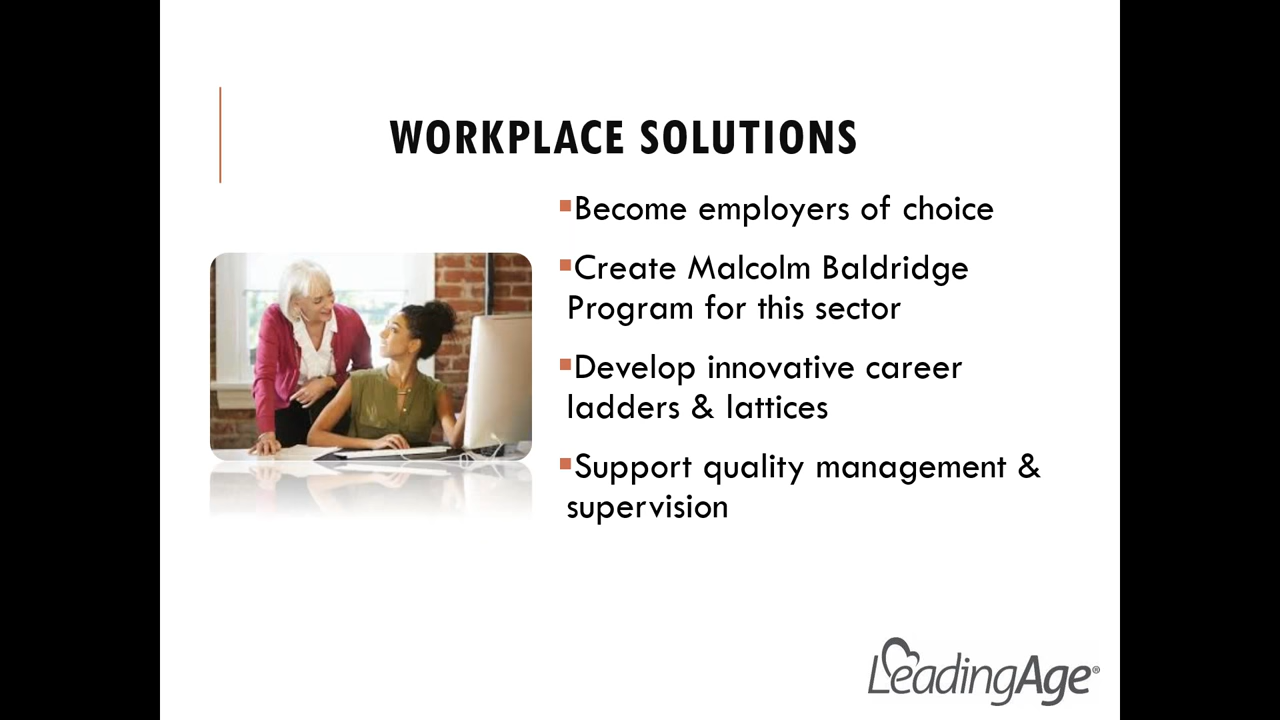 WORKPLACE SOLUTIONS
▪Become employers of choice
▪Create Malcolm Baldridge
Program for this sector
▪Develop innovative career
ladders & lattices
▪Support quality management &
supervision
LeadingAge®